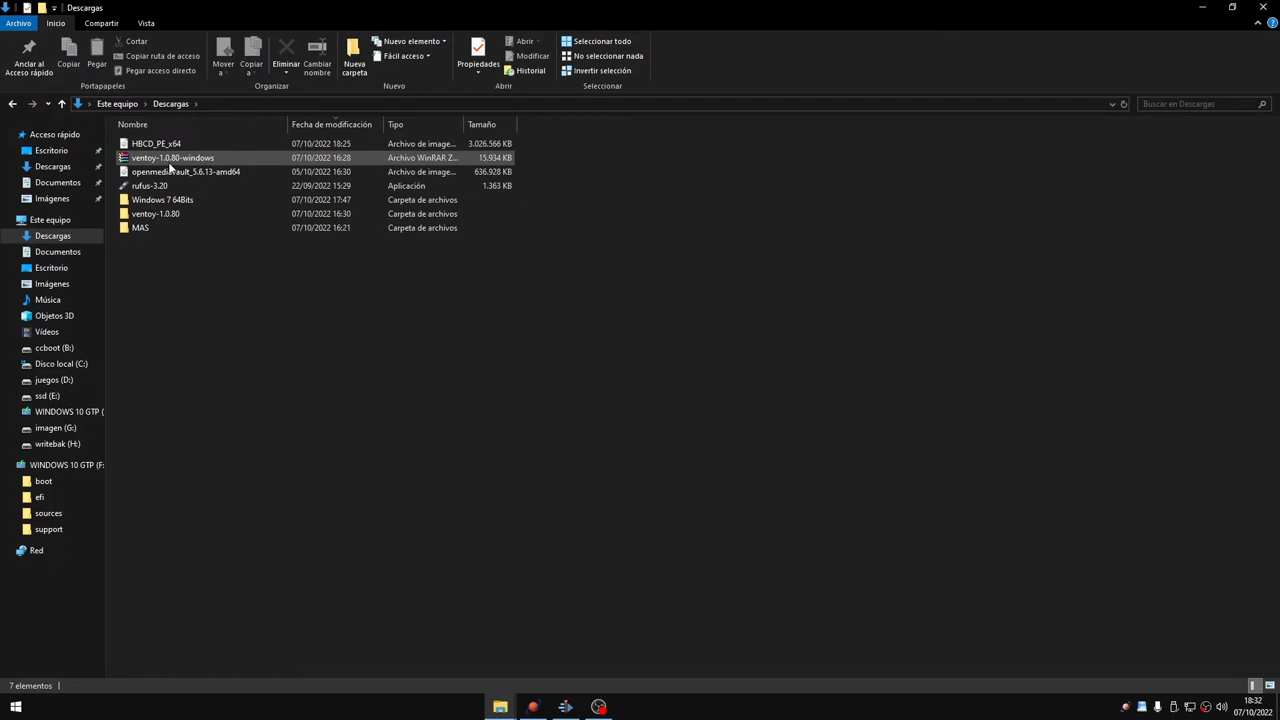 Descargas
Archivo Inicio Compartir Vista
Anclar al Acceso rápido
Copiar
Pegar
Cortar
Copiar ruta de acceso
Pegar acceso directo
Portapapeles
Mover a
Copiar a
Eliminar
Cambiar nombre
Organizar
Nueva carpeta
Nuevo elemento
Fácil acceso
Nuevo
Propiedades
Abrir
Modificar
Historial
Abrir
Seleccionar todo
No seleccionar nada
Invertir selección
Seleccionar
Este equipo > Descargas >
Buscar en Descargas
Nombre Fecha de modificación Tipo Tamaño
HBCD_PE_x64 07/10/2022 18:25 Archivo de image... 3.026.566 KB
ventoy-1.0.80-windows 07/10/2022 16:28 Archivo WinRAR Z... 15.934 KB
openmediavault_5.6.13-amd64 05/10/2022 16:30 Archivo de image... 636.928 KB
rufus-3.20 22/09/2022 15:29 Aplicación 1.363 KB
Windows 7 64Bits 07/10/2022 17:47 Carpeta de archivos
ventoy-1.0.80 07/10/2022 16:30 Carpeta de archivos
MAS 07/10/2022 16:21 Carpeta de archivos
Acceso rápido
Escritorio
Descargas
Documentos
Imágenes
Este equipo
Descargas
Documentos
Escritorio
Imágenes
Música
Objetos 3D
Vídeos
ccboot (B:)
Disco local (C:)
juegos (D:)
ssd (E:)
WINDOWS 10 GTP (
imagen (G:)
writebak (H:)
WINDOWS 10 GTP (F:
boot
efi
sources
support
Red
7 elementos
18:32
07/10/2022